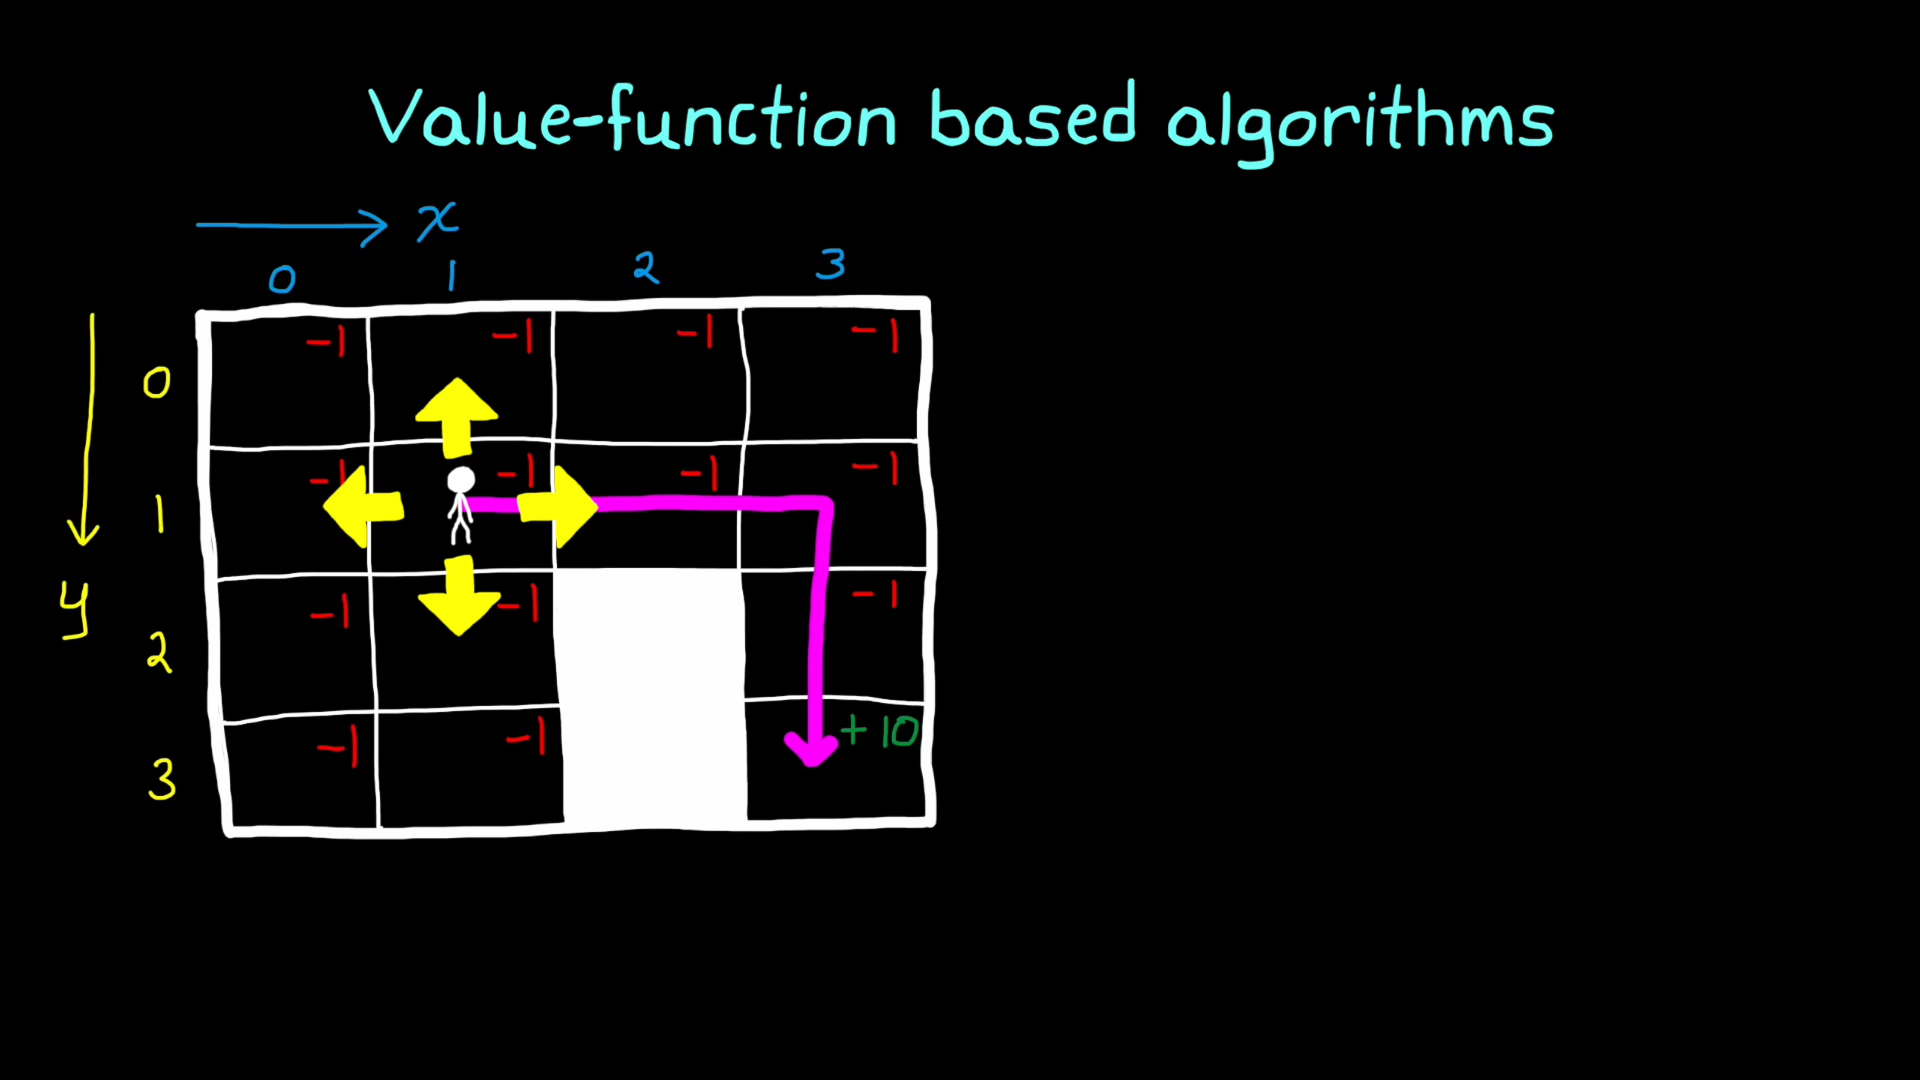 Value-function based algorithms
x
0 1 2 3
0 -1 -1 -1 -1
1 -1 -1 -1 -1
y
2 -1 -1 -1
3 -1 -1 +10